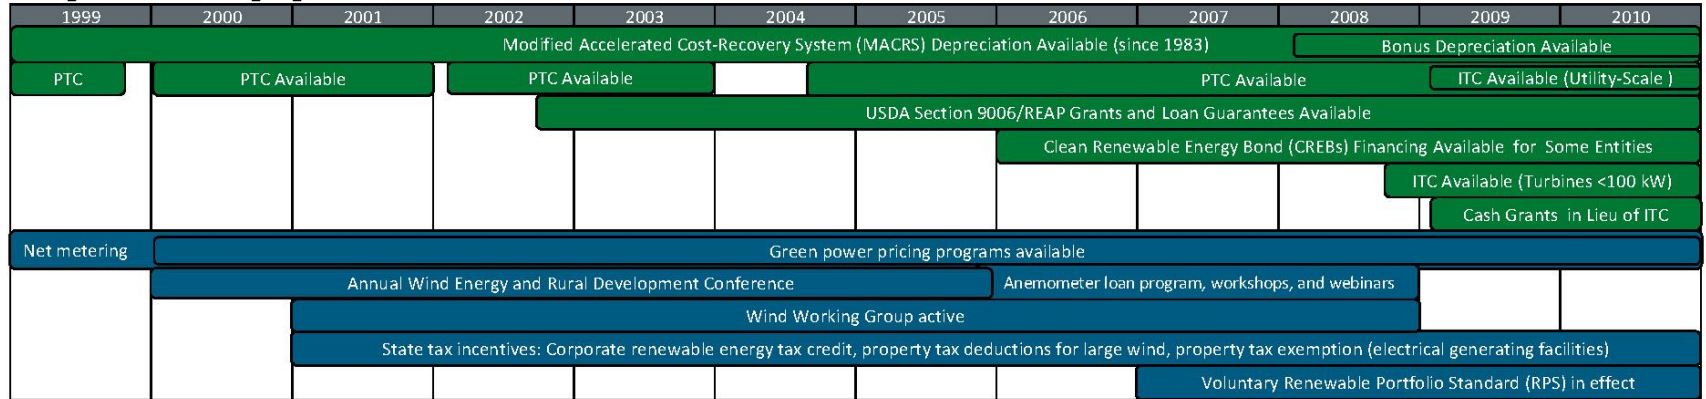 1999 2000 2001 2002 2003 2004 2005 2006 2007 2008 2009 2010
Modified Accelerated Cost-Recovery System (MACRS) Depreciation Available (since 1983) Bonus Depreciation Available
PTC PTC Available PTC Available PTC Available ITC Available (Utility-Scale )
USDA Section 9006/REAP Grants and Loan Guarantees Available
Clean Renewable Energy Bond (CREBs) Financing Available for Some Entities
ITC Available (Turbines <100 kW)
Cash Grants in Lieu of ITC
Net metering Green power pricing programs available
Annual Wind Energy and Rural Development Conference Anemometer loan program, workshops, and webinars
Wind Working Group active
State tax incentives: Corporate renewable energy tax credit, property tax deductions for large wind, property tax exemption (electrical generating facilities)
Voluntary Renewable Portfolio Standard (RPS) in effect